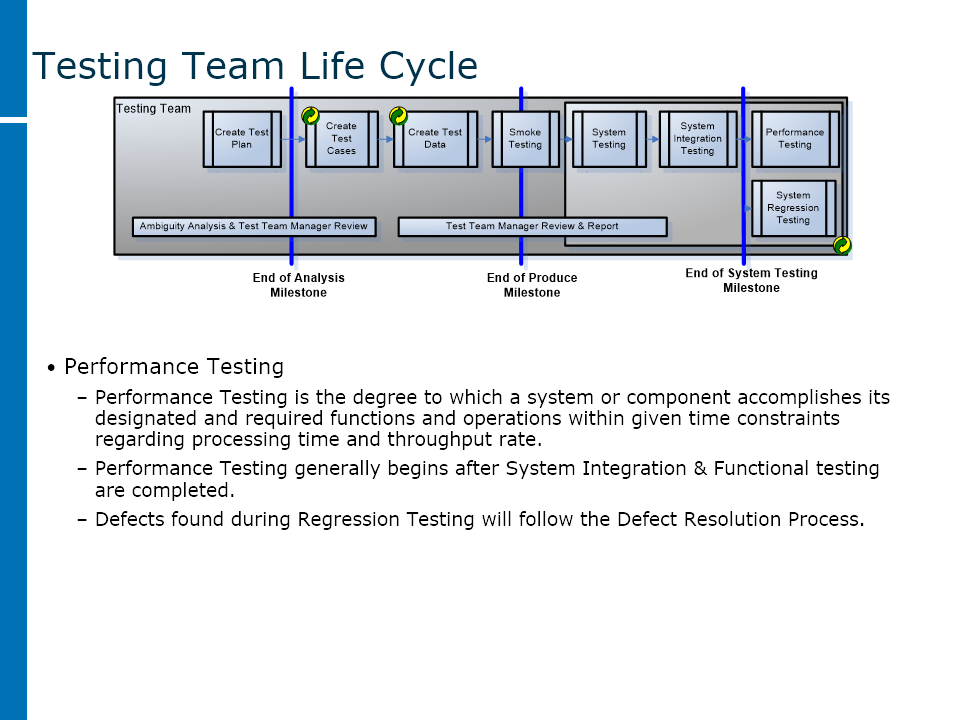 Testing Team Life Cycle
Testing Team
Create Test
Plan
Create
Test
Cases
Create Test
Data
Smoke
Testing
System
Testing
System
Integration
Testing
Performance
Testing
System
Regression
Testing
Ambiguity Analysis & Test Team Manager Review
Test Team Manager Review & Report
End of Analysis
Milestone
End of Produce
Milestone
End of System Testing
Milestone
• Performance Testing
– Performance Testing is the degree to which a system or component accomplishes its
designated and required functions and operations within given time constraints
regarding processing time and throughput rate.
– Performance Testing generally begins after System Integration & Functional testing
are completed.
– Defects found during Regression Testing will follow the Defect Resolution Process.